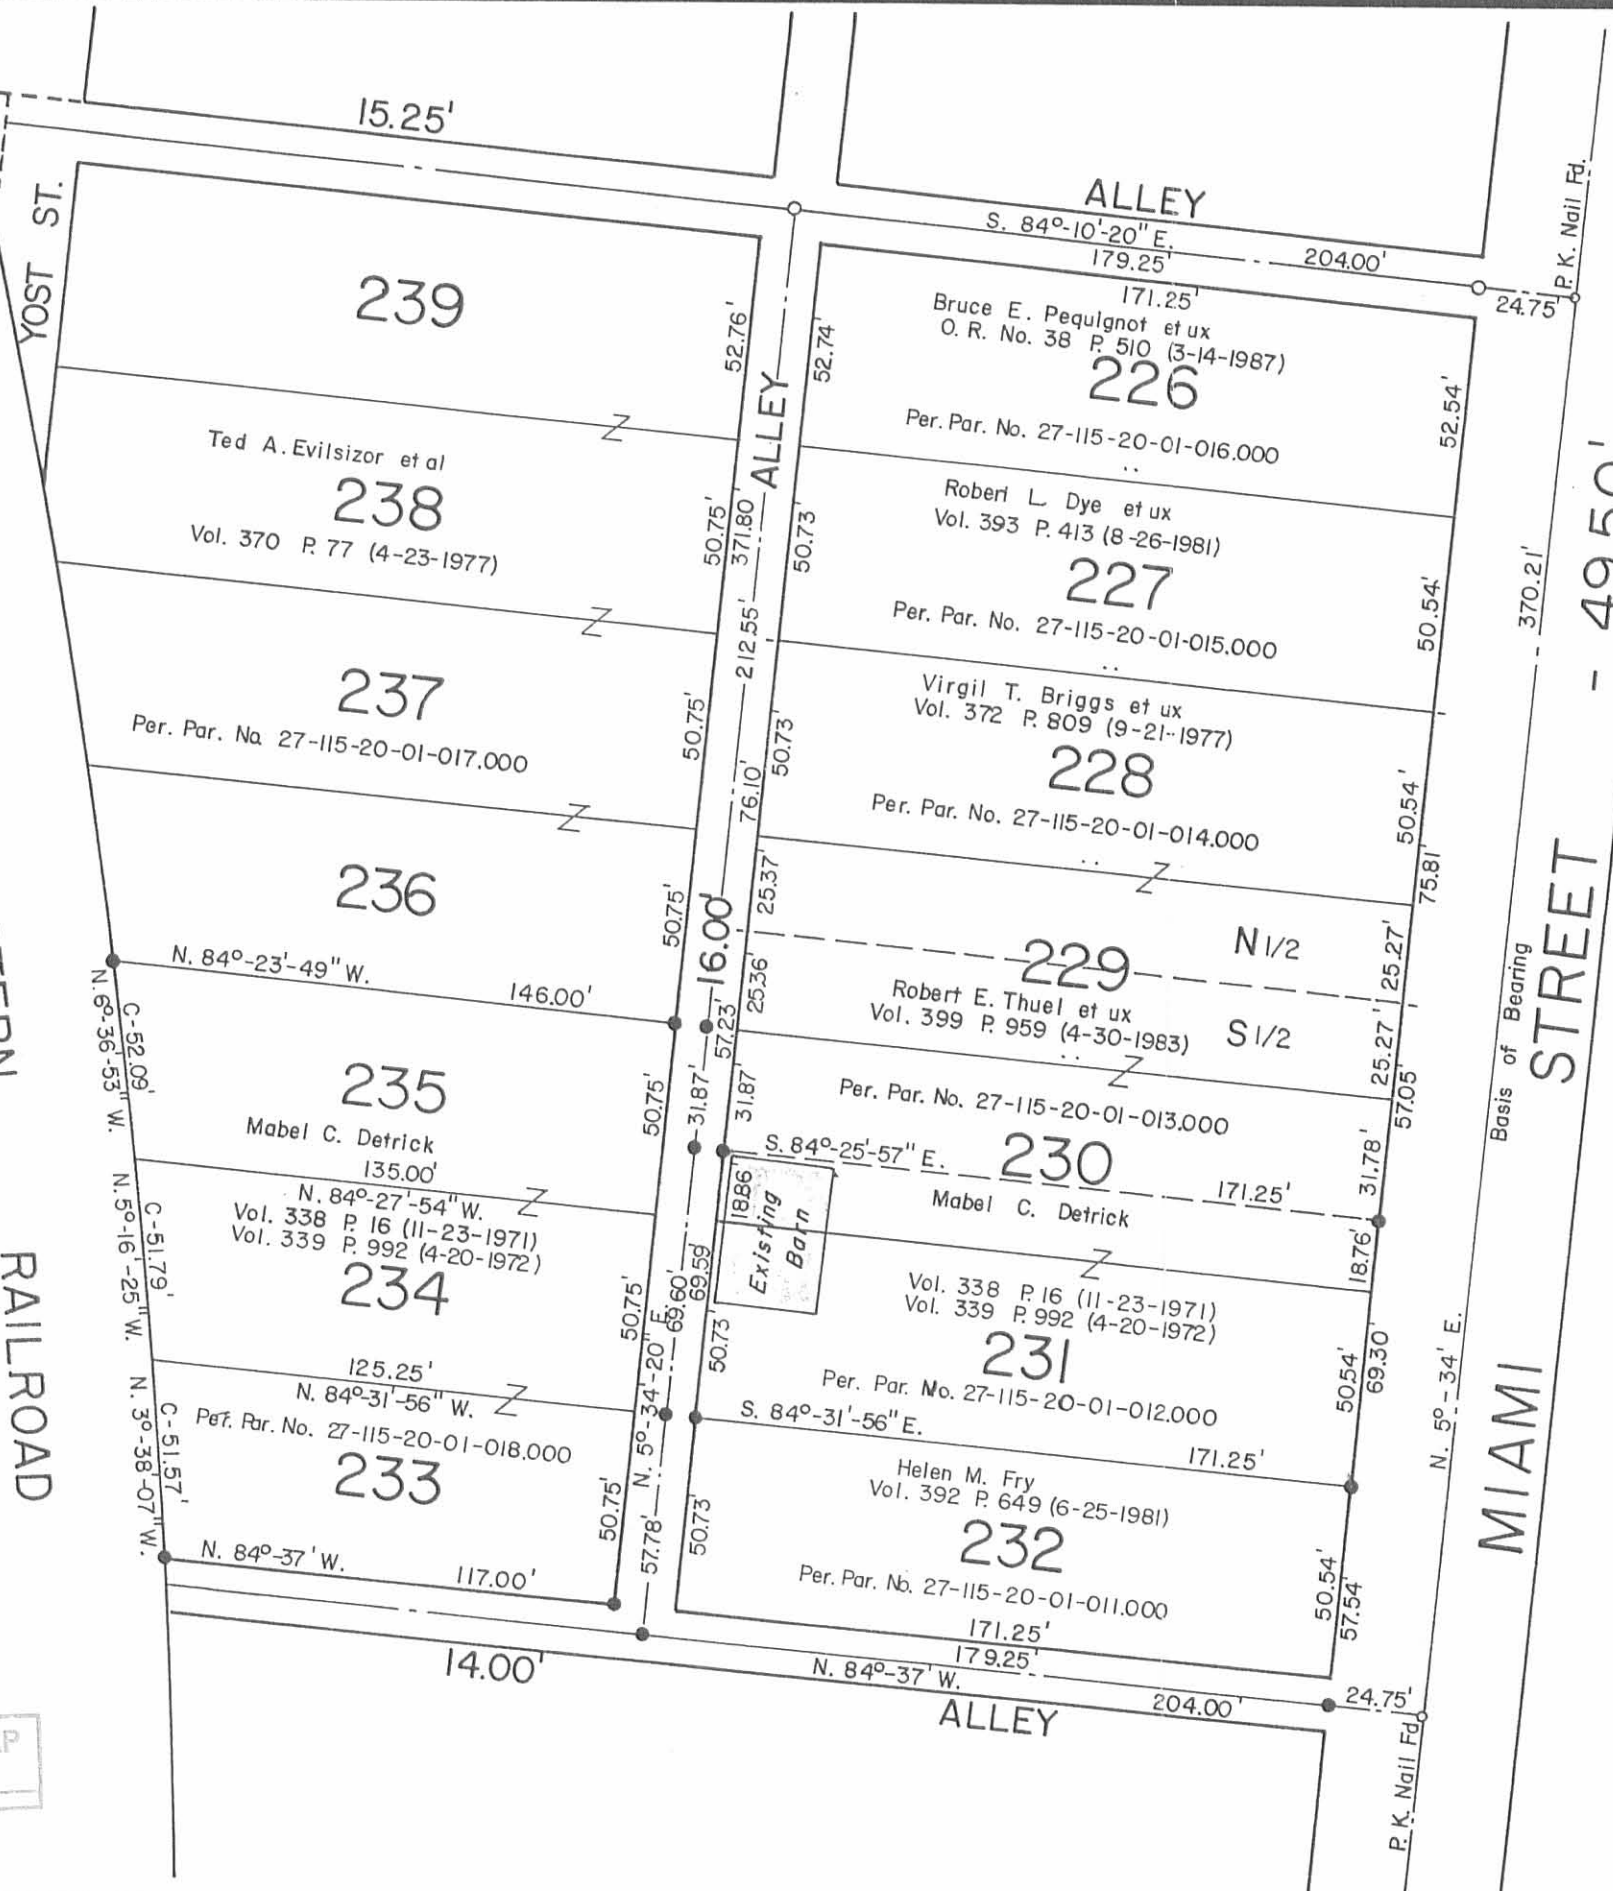 15.25'
ALLEY
S. 84º-10'-20" E.
204.00'
179.25'
171.25'
24.75'
P.K. Nail Fd.
YOST ST.
239
52.76'
52.74'
ALLEY
Bruce E. Pequignot et ux
O. R. No. 38 P. 510 (3-14-1987)
226
Per. Par. No. 27-115-20-01-016.000
52.54'
Ted A. Evilsizor et al
238
Vol. 370 P. 77 (4-23-1977)
50.75'
371.80'
50.73'
Robert L Dye et ux
Vol. 393 P. 413 (8-26-1981)
227
Per. Par. No. 27-115-20-01-015.000
50.54'
370.21'
- 49.50'
237
Per. Par. No. 27-115-20-01-017.000
50.75'
212.55'
50.73'
Virgil T. Briggs et ux
Vol. 372 P. 809 (9-21-1977)
228
Per. Par. No. 27-115-20-01-014.000
50.54'
76.10'
75.81'
236
50.75'
16.00'
25.37'
25.36'
229
N 1/2
25.27'
Robert E. Thuel et ux
Vol. 399 P. 959 (4-30-1983)
S 1/2
25.27'
Basis of Bearing
STREET
N. 84º-23'-49" W.
146.00'
C-52.09'
N. 6º-36'-53" W.
235
Mabel C. Detrick
135.00'
N. 84º-27'-54" W.
50.75'
57.23'
31.87'
31.87'
Per. Par. No. 27-115-20-01-013.000
57.05'
S. 84º-25'-57" E.
230
171.25'
31.78'
Mabel C. Detrick
18.86'
Existing
Barn
18.76'
Vol. 338 P. 16 (11-23-1971)
Vol. 339 P. 992 (4-20-1972)
234
C-51.79'
N. 5º-16'-25" W.
50.75'
69.60'
69.59'
50.73'
Vol. 338 P. 16 (11-23-1971)
Vol. 339 P. 992 (4-20-1972)
231
Per. Par. No. 27-115-20-01-012.000
50.54'
69.30'
N. 5º-34' E.
MIAMI
RAILROAD
125.25'
N. 84º-31'-56" W.
Per. Par. No. 27-115-20-01-018.000
233
C-51.57'
N. 3º-38'-07" W.
50.75'
N. 5º-34'-20" E.
57.78'
50.73'
S. 84º-31'-56" E.
171.25'
Helen M. Fry
Vol. 392 P. 649 (6-25-1981)
232
Per. Par. No. 27-115-20-01-011.000
50.54'
57.54'
N. 84º-37' W.
117.00'
171.25'
179.25'
14.00'
N. 84º-37' W.
204.00'
24.75'
ALLEY
P.K. Nail Fd.